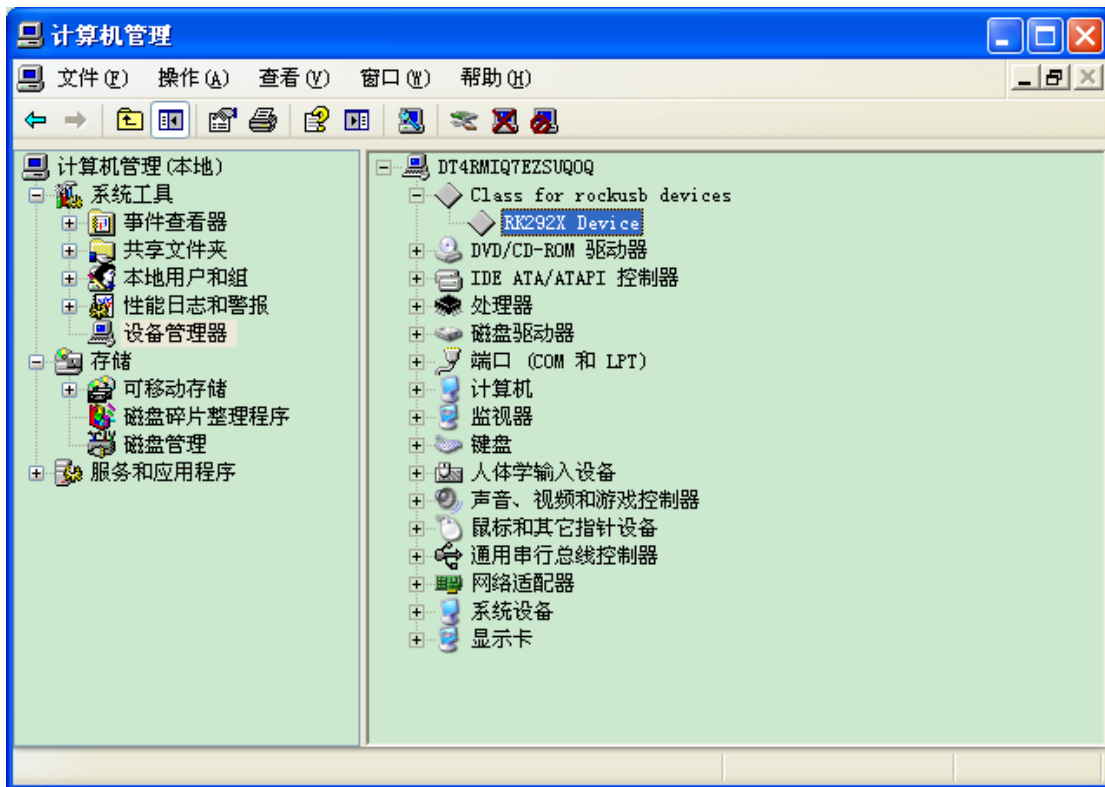 计算机管理
文件(F) 操作(A) 查看(V) 窗口(W) 帮助(H)
计算机管理(本地)
系统工具
事件查看器
共享文件夹
本地用户和组
性能日志和警报
设备管理器
存储
可移动存储
磁盘碎片整理程序
磁盘管理
服务和应用程序
DT4RMIQ7EZSUQOQ
Class for rockusb devices
RK292X Device
DVD/CD-ROM 驱动器
IDE ATA/ATAPI 控制器
处理器
磁盘驱动器
端口 (COM 和 LPT)
计算机
监视器
键盘
人体学输入设备
声音、视频和游戏控制器
鼠标和其它指针设备
通用串行总线控制器
网络适配器
系统设备
显示卡